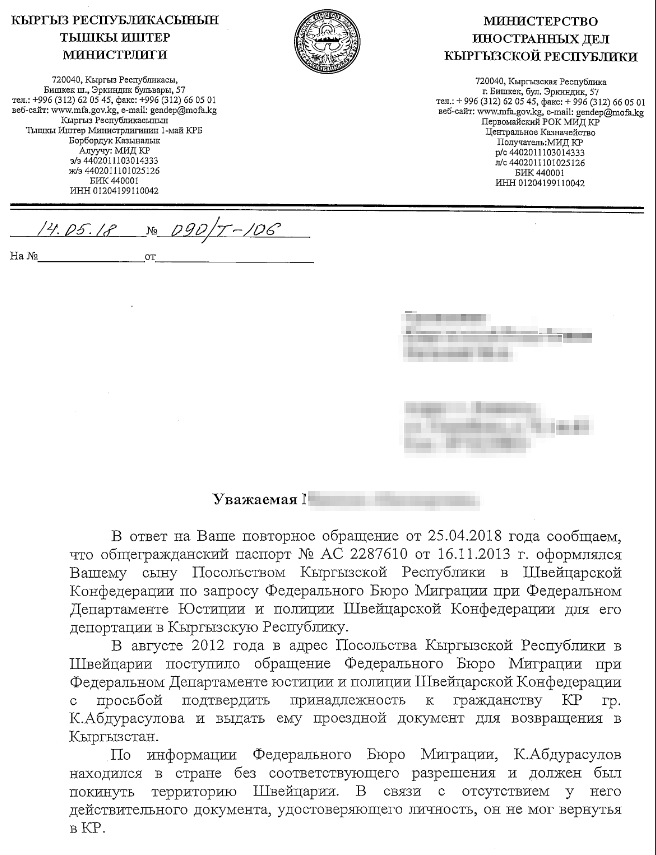 КЫРГЫЗ РЕСПУБЛИКАСЫНЫН
ТЫШКЫ ИШТЕР
МИНИСТРЛИГИ
720040, Кыргыз Республикасы,
Бишкек ш., Эркиндик бульвары, 57
тел.: +996 (312) 62 05 45, факс: +996 (312) 66 05 01
веб-сайт: www.mfa.gov.kg, e-mail: gendep@mofa.kg
Кыргыз Республикасынын
Тышкы Иштер Министрлигинин 1-май КРБ
Борбордук Казыналык
Алуучу: МИД КР
э/э 4402011103014333
ж/э 4402011101025126
БИК 440001
ИНН 01204199110042
МИНИСТЕРСТВО
ИНОСТРАННЫХ ДЕЛ
КЫРГЫЗСКОЙ РЕСПУБЛИКИ
720040, Кыргызская Республика
г. Бишкек, бул. Эркиндик, 57
тел.: + 996 (312) 62 05 45, факс: + 996 (312) 66 05 01
веб-сайт: www.mfa.gov.kg, e-mail: gendep@mofa.kg
Первомайский РОК МИД КР
Центральное Казначейство
Получатель:МИД КР
р/с 4402011103014333
л/с 4402011101025126
БИК 440001
ИНН 01204199110042
14.05.18 № 090/Т-106
На № от
Уважаемая
В ответ на Ваше повторное обращение от 25.04.2018 года сообщаем,
что общегражданский паспорт № АС 2287610 от 16.11.2013 г. оформлялся
Вашему сыну Посольством Кыргызской Республики в Швейцарской
Конфедерации по запросу Федерального Бюро Миграции при Федеральном
Департаменте Юстиции и полиции Швейцарской Конфедерации для его
депортации в Кыргызскую Республику.
В августе 2012 года в адрес Посольства Кыргызской Республики в
Швейцарии поступило обращение Федерального Бюро Миграции при
Федеральном Департаменте юстиции и полиции Швейцарской Конфедерации
с просьбой подтвердить принадлежность к гражданству КР гр.
К.Абдурасулова и выдать ему проездной документ для возвращения в
Кыргызстан.
По информации Федерального Бюро Миграции, К.Абдурасулов
находился в стране без соответствующего разрешения и должен был
покинуть территорию Швейцарии. В связи с отсутствием у него
действительного документа, удостоверяющего личность, он не мог вернутья
в КР.